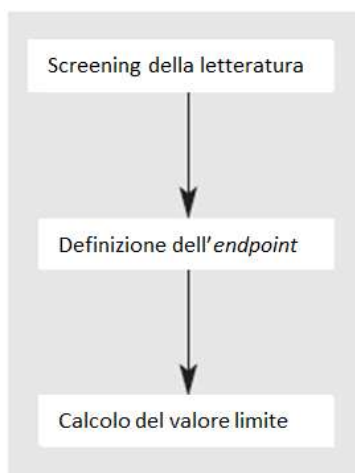 Screening della letteratura
Definizione dell'endpoint
Calcolo del valore limite